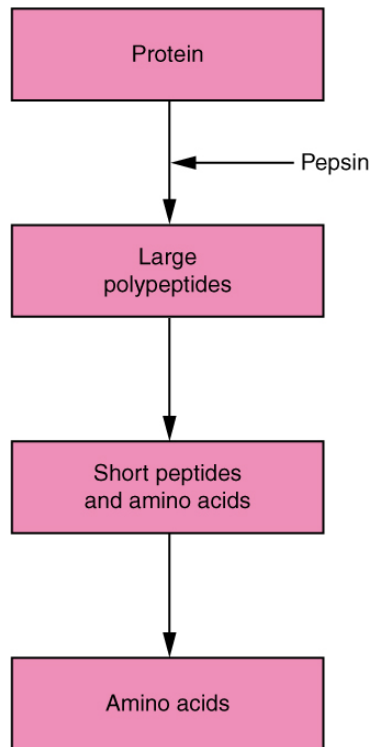 Protein
Pepsin
Large
polypeptides
Short peptides
and amino acids
Amino acids